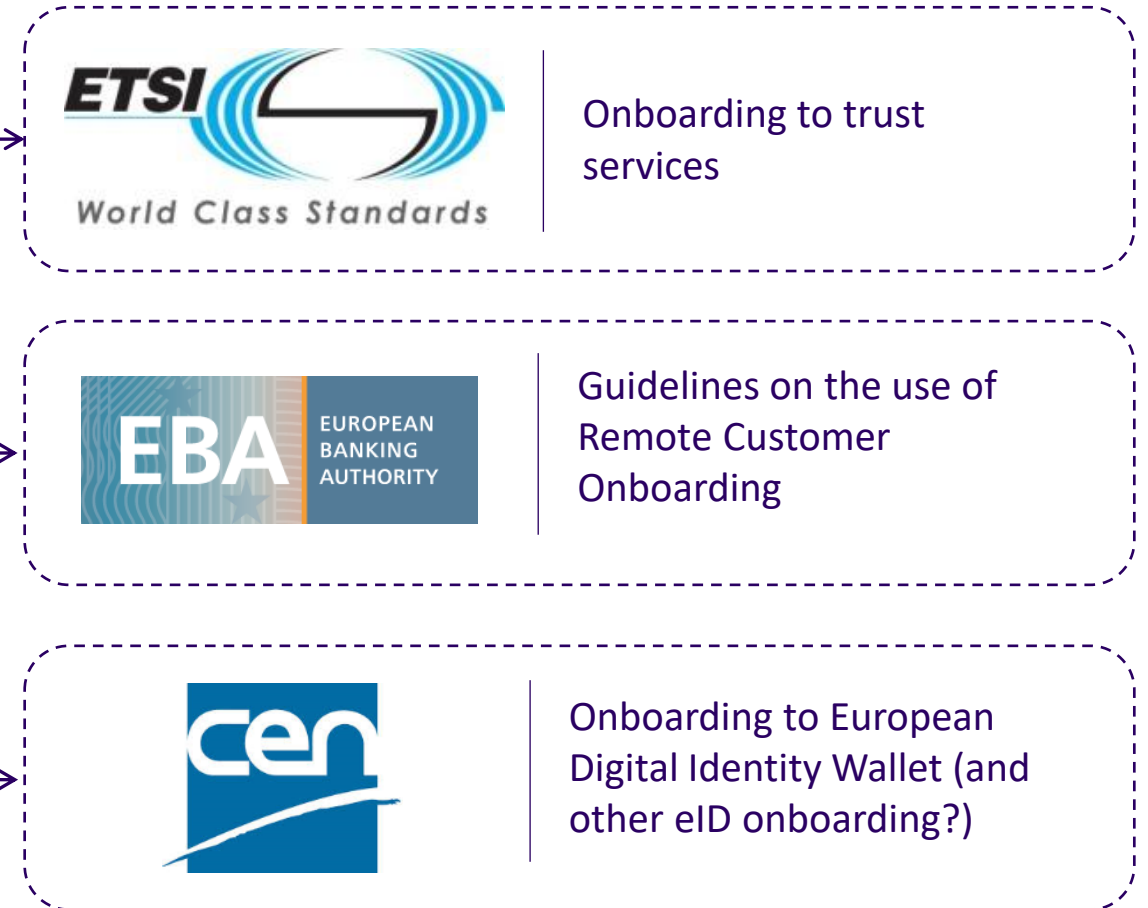 ETSI
World Class Standards
Onboarding to trust
services
EBA
EUROPEAN
BANKING
AUTHORITY
Guidelines on the use of
Remote Customer
Onboarding
cen
Onboarding to European
Digital Identity Wallet (and
other eID onboarding?)